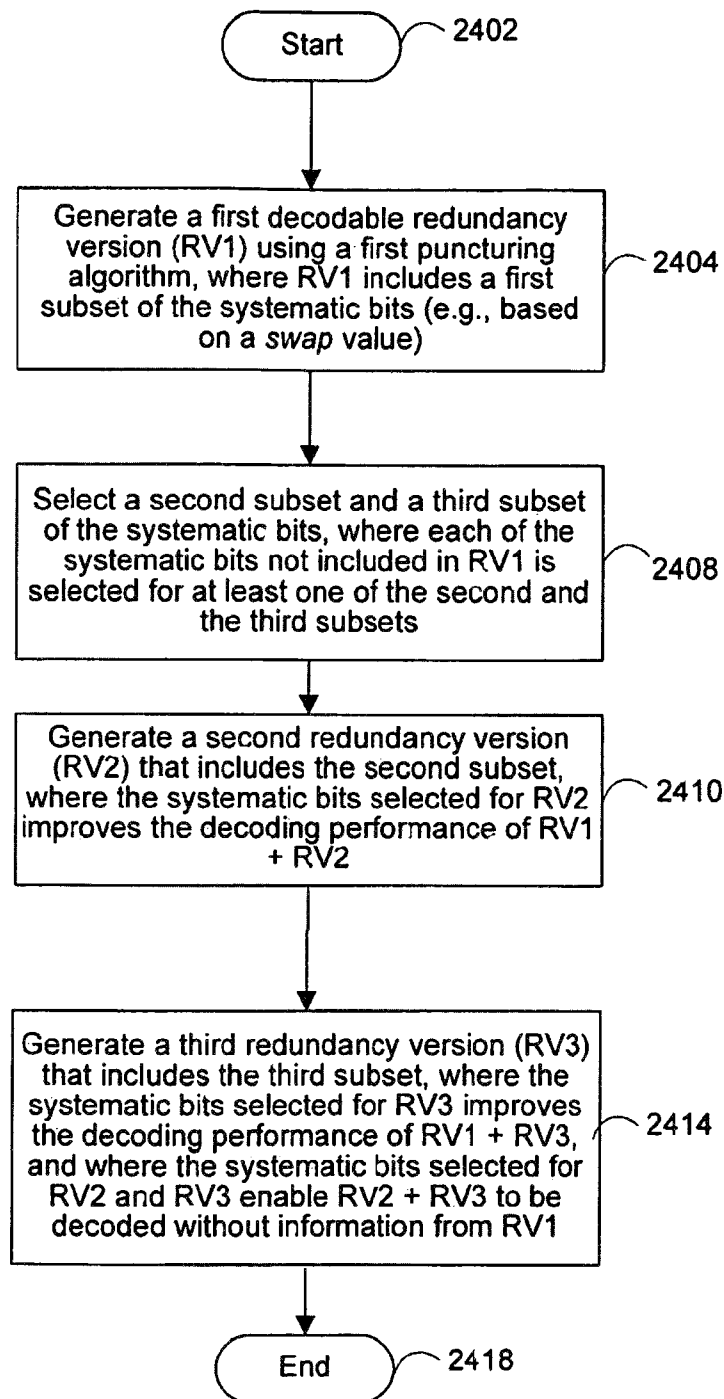 Start
2402
Generate a first decodable redundancy
version (RV1) using a first puncturing
algorithm, where RV1 includes a first
subset of the systematic bits (e.g., based
on a swap value)
2404
Select a second subset and a third subset
of the systematic bits, where each of the
systematic bits not included in RV1 is
selected for at least one of the second and
the third subsets
2408
Generate a second redundancy version
(RV2) that includes the second subset,
where the systematic bits selected for RV2
improves the decoding performance of RV1
+ RV2
2410
Generate a third redundancy version (RV3)
that includes the third subset, where the
systematic bits selected for RV3 improves
the decoding performance of RV1 + RV3,
and where the systematic bits selected for
RV2 and RV3 enable RV2 + RV3 to be
decoded without information from RV1
2414
End
2418